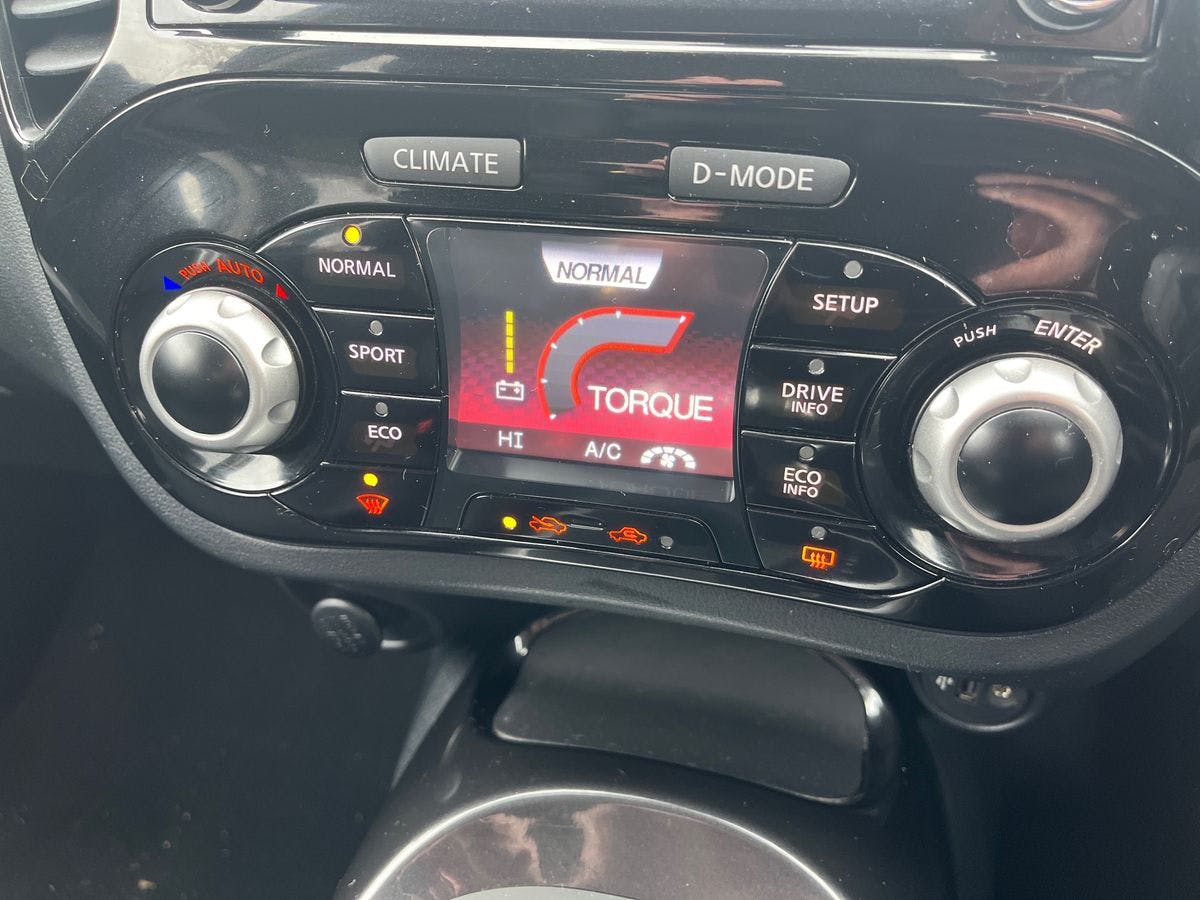 CLIMATE
D-MODE
PUSH AUTO
NORMAL
NORMAL
SETUP
PUSH ENTER
SPORT
DRIVE
INFO
TORQUE
ECO
HI
A/C
ECO
INFO